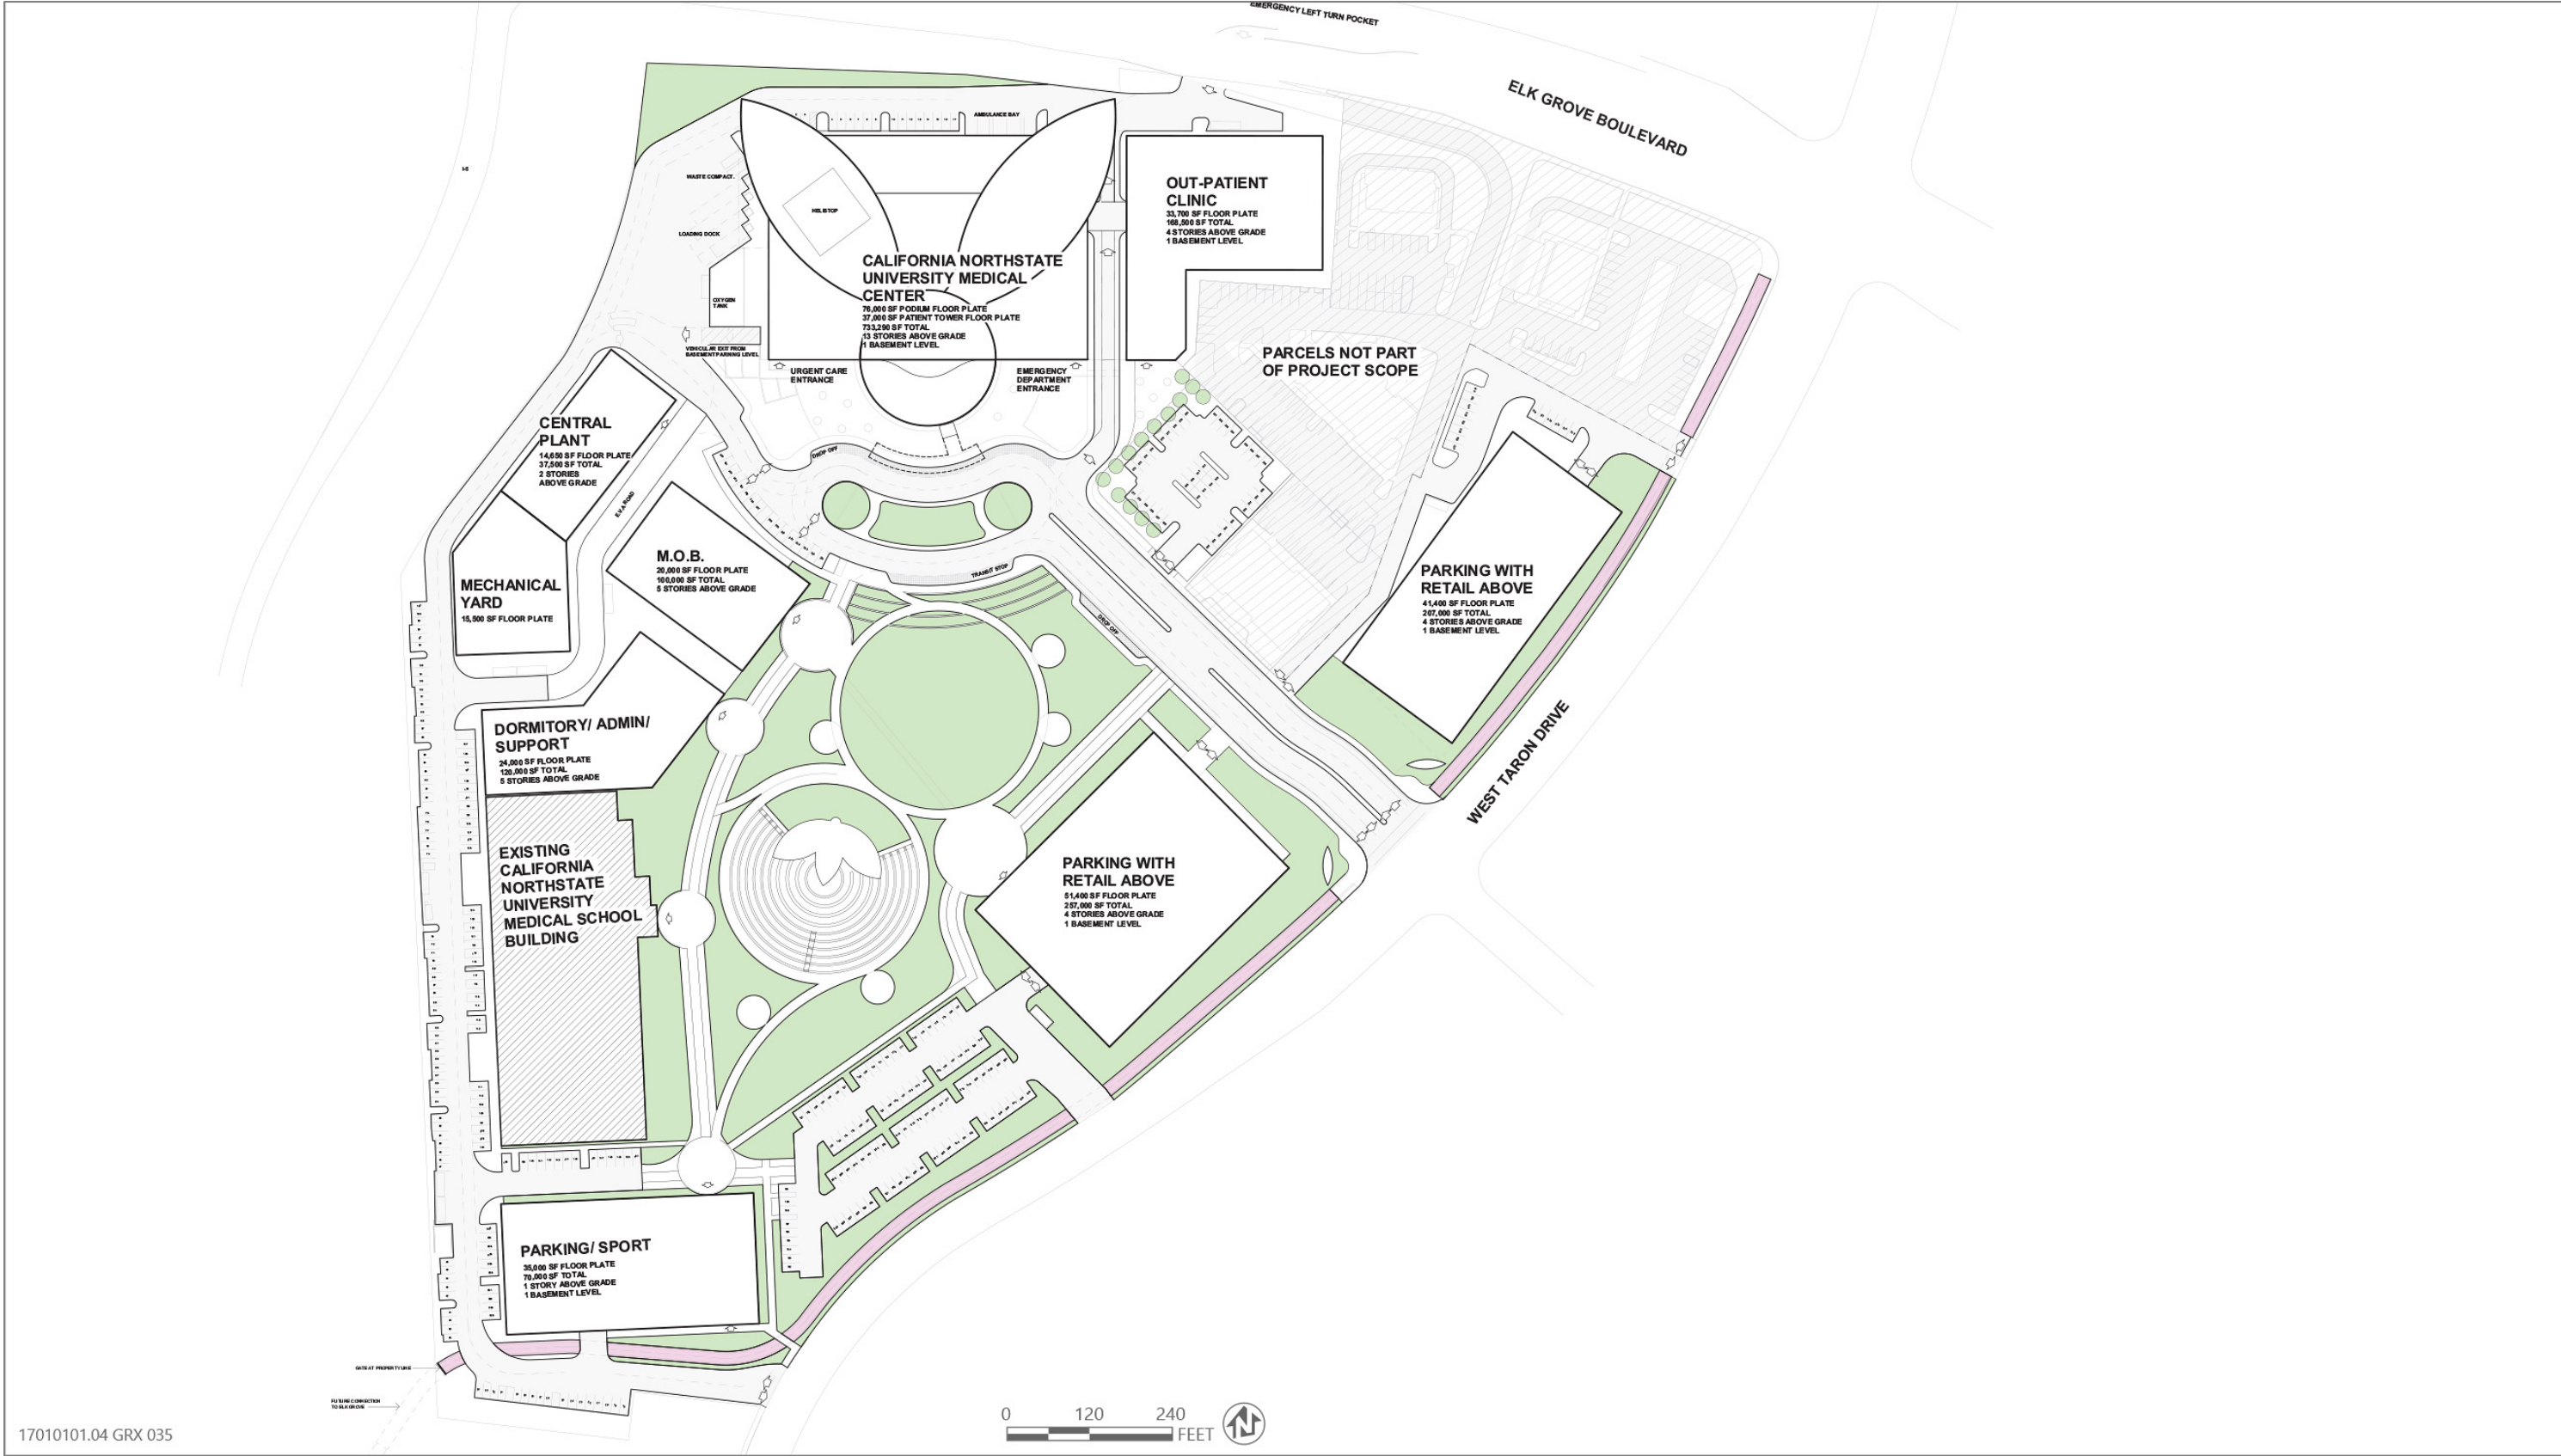 EMERGENCY LEFT TURN POCKET
ELK GROVE BOULEVARD
AMBULANCE BAY
I-5
WASTE COMPACT.
HELISTOP
LOADING DOCK
OXYGEN
TANK
VEHICULAR EXIT FROM
BASEMENT PARKING LEVEL
CALIFORNIA NORTHSTATE
UNIVERSITY MEDICAL
CENTER
76,000 SF PODIUM FLOOR PLATE
37,000 SF PATIENT TOWER FLOOR PLATE
733,290 SF TOTAL
13 STORIES ABOVE GRADE
1 BASEMENT LEVEL
OUT-PATIENT
CLINIC
33,700 SF FLOOR PLATE
168,500 SF TOTAL
4 STORIES ABOVE GRADE
1 BASEMENT LEVEL
URGENT CARE
ENTRANCE
EMERGENCY
DEPARTMENT
ENTRANCE
PARCELS NOT PART
OF PROJECT SCOPE
CENTRAL
PLANT
14,650 SF FLOOR PLATE
37,500 SF TOTAL
2 STORIES
ABOVE GRADE
DROP OFF
E.V.A ROAD
MECHANICAL
YARD
15,500 SF FLOOR PLATE
M.O.B.
20,000 SF FLOOR PLATE
100,000 SF TOTAL
5 STORIES ABOVE GRADE
TRANSIT STOP
DROP OFF
PARKING WITH
RETAIL ABOVE
41,400 SF FLOOR PLATE
207,000 SF TOTAL
4 STORIES ABOVE GRADE
1 BASEMENT LEVEL
WEST TARON DRIVE
DORMITORY/ ADMIN/
SUPPORT
24,000 SF FLOOR PLATE
120,000 SF TOTAL
5 STORIES ABOVE GRADE
EXISTING
CALIFORNIA
NORTHSTATE
UNIVERSITY
MEDICAL SCHOOL
BUILDING
PARKING WITH
RETAIL ABOVE
51,400 SF FLOOR PLATE
257,000 SF TOTAL
4 STORIES ABOVE GRADE
1 BASEMENT LEVEL
PARKING/ SPORT
35,000 SF FLOOR PLATE
70,000 SF TOTAL
1 STORY ABOVE GRADE
1 BASEMENT LEVEL
GATE AT PROPERTY LINE
FUTURE CONNECTION
TO ELK GROVE
0 120 240
FEET
N
17010101.04 GRX 035